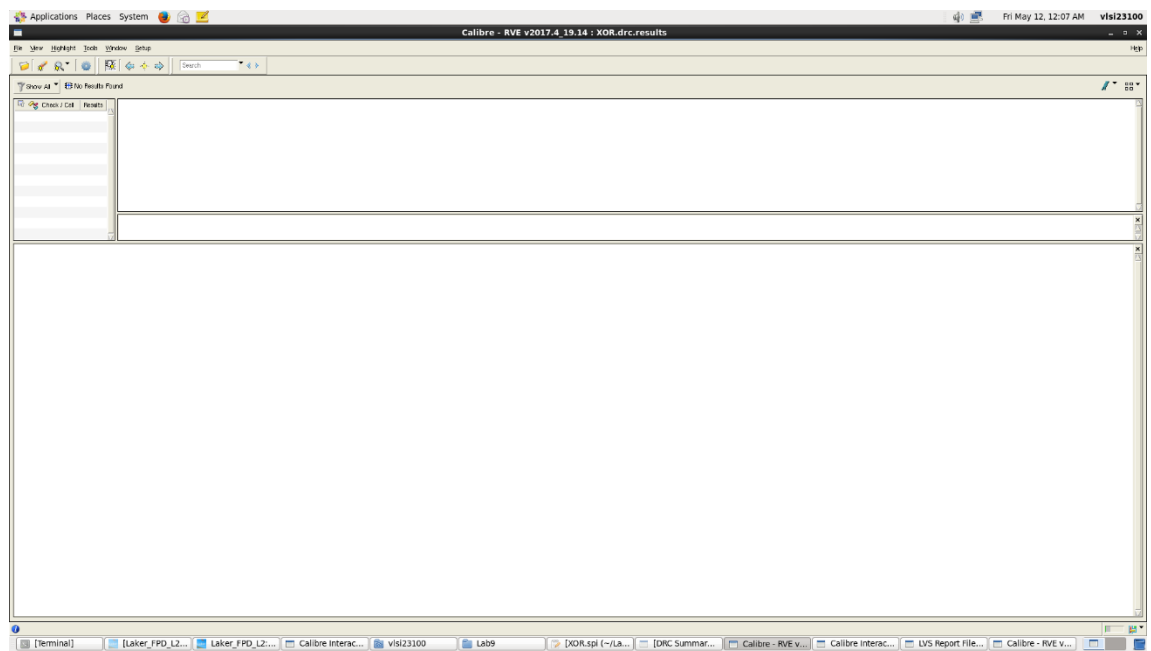 Applications Places System Fri May 12, 12:07 AM vlsi23100
Calibre - RVE v2017.4_19.14 : XOR.drc.results
File View Highlight Tools Window Setup Help
Search
Show All No Results Found
Check / Cell Results
[Terminal] [Laker_FPD_L2... Laker_FPD_L2:... Calibre Interac... vlsi23100 Lab9 [XOR.spi (~/La... [DRC Summar... Calibre - RVE v... Calibre Interac... LVS Report File... Calibre - RVE v...